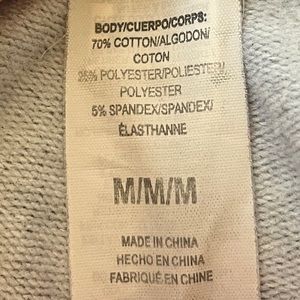 BODY/CUERPO/CORPS:
70% COTTON/ALGODON/
COTON
25% POLYESTER/POLIESTER/
POLYESTER
5% SPANDEX/SPANDEX/
ÉLASTHANNE
M/M/M
MADE IN CHINA
HECHO EN CHINA
FABRIQUÉ EN CHINE